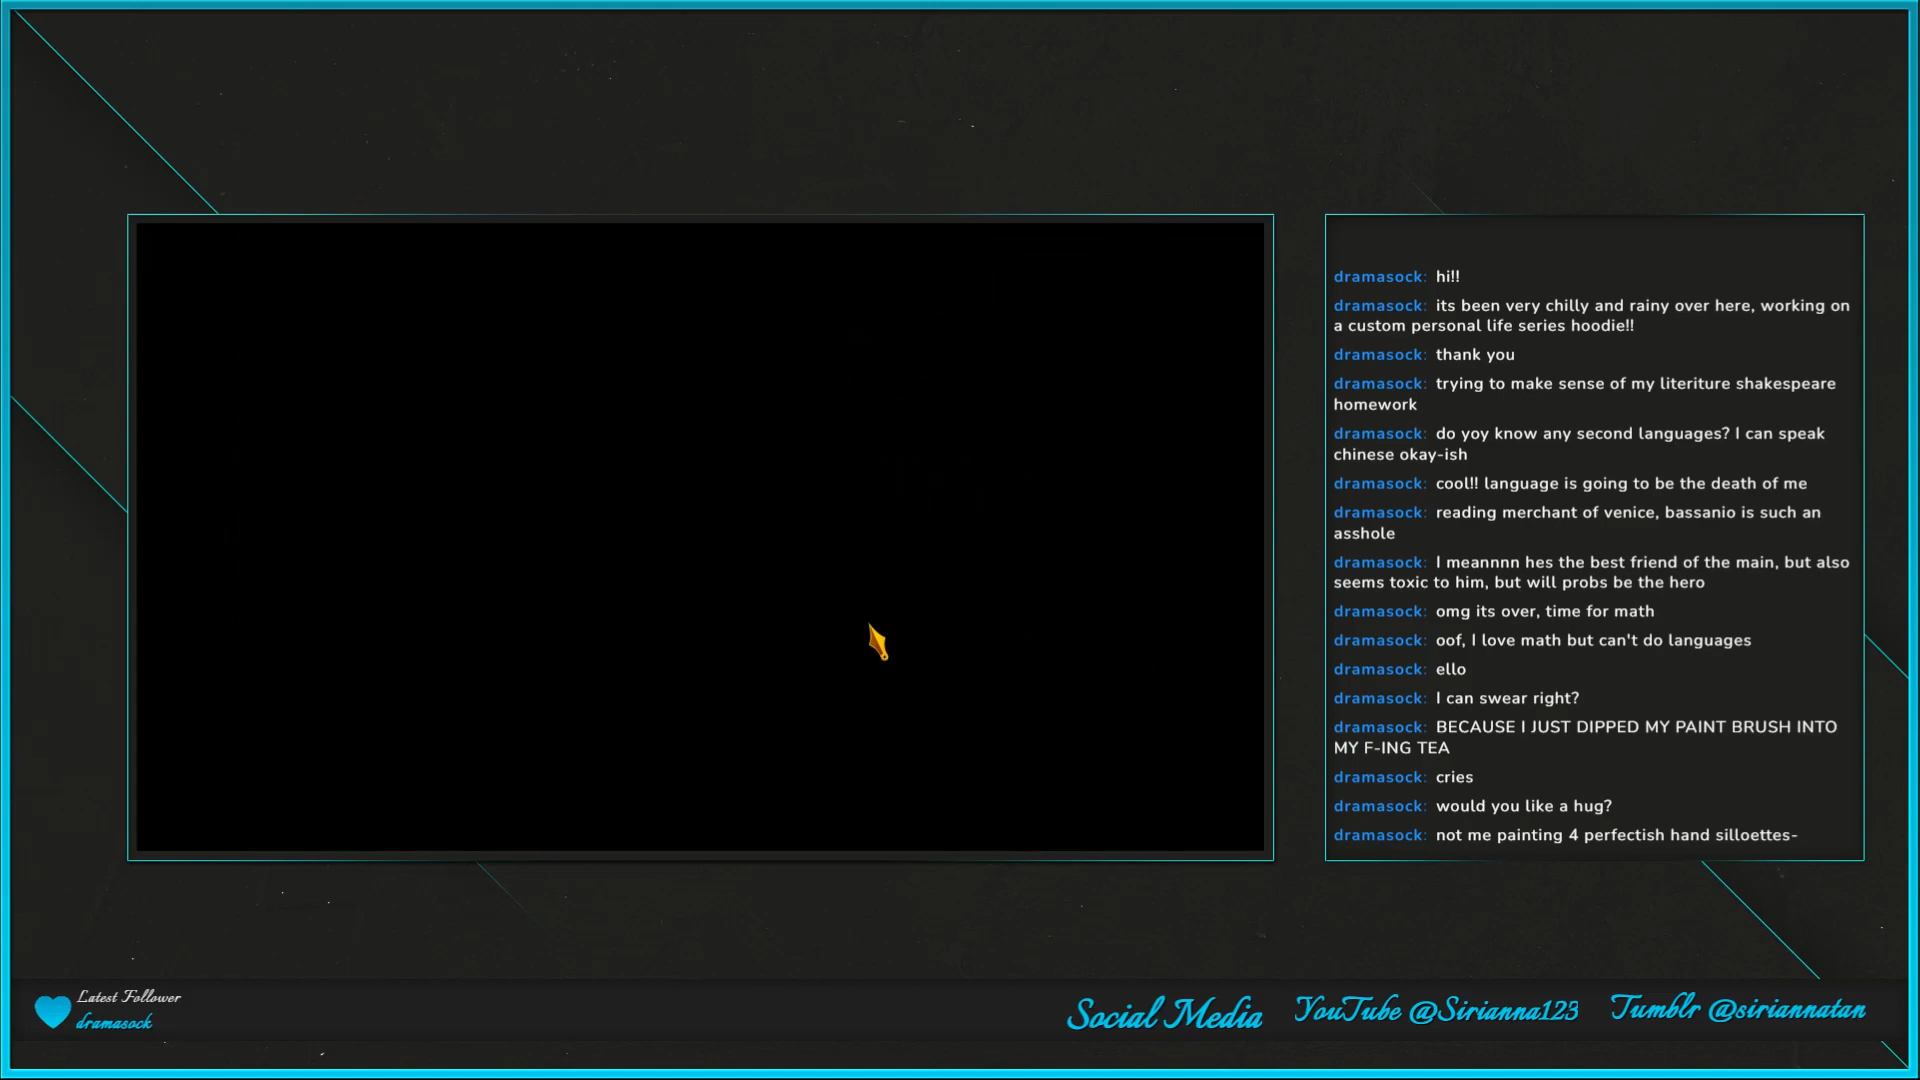 dramasock: hi!!
dramasock: its been very chilly and rainy over here, working on
a custom personal life series hoodie!!
dramasock: thank you
dramasock: trying to make sense of my literiture shakespeare
homework
dramasock: do yoy know any second languages? I can speak
chinese okay-ish
dramasock: cool!! language is going to be the death of me
dramasock: reading merchant of venice, bassanio is such an
asshole
dramasock: I meannnn hes the best friend of the main, but also
seems toxic to him, but will probs be the hero
dramasock: omg its over, time for math
dramasock: oof, I love math but can't do languages
dramasock: ello
dramasock: I can swear right?
dramasock: BECAUSE I JUST DIPPED MY PAINT BRUSH INTO
MY F-ING TEA
dramasock: cries
dramasock: would you like a hug?
dramasock: not me painting 4 perfectish hand silloettes-
Latest Follower
dramasock
Social Media YouTube @Sirianna123 Tumblr @siriannatan